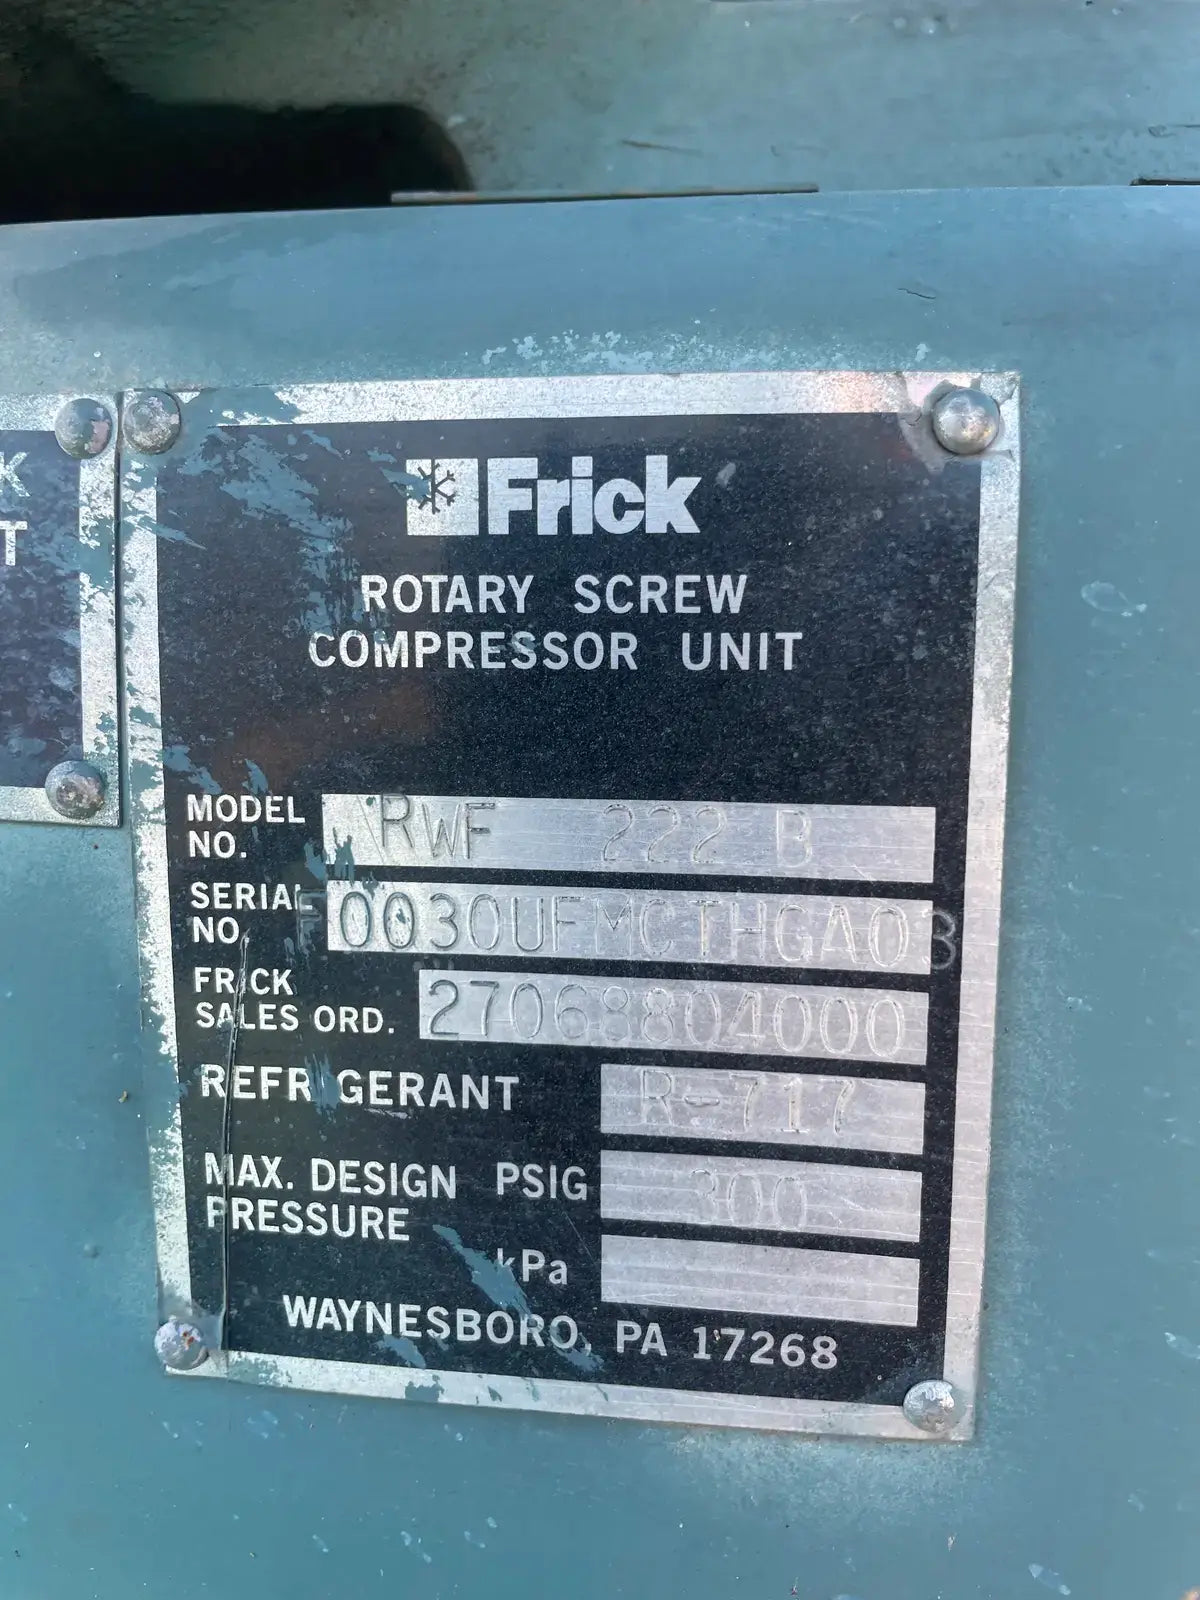 K
T
Frick
ROTARY SCREW
COMPRESSOR UNIT
MODEL NO. RWF 222 B
SERIAL NO. F0030UFMCTHGA03
FRICK SALES ORD. 27068804000
REFRIGERANT R-717
MAX. DESIGN PRESSURE PSIG 300
kPa
WAYNESBORO, PA 17268